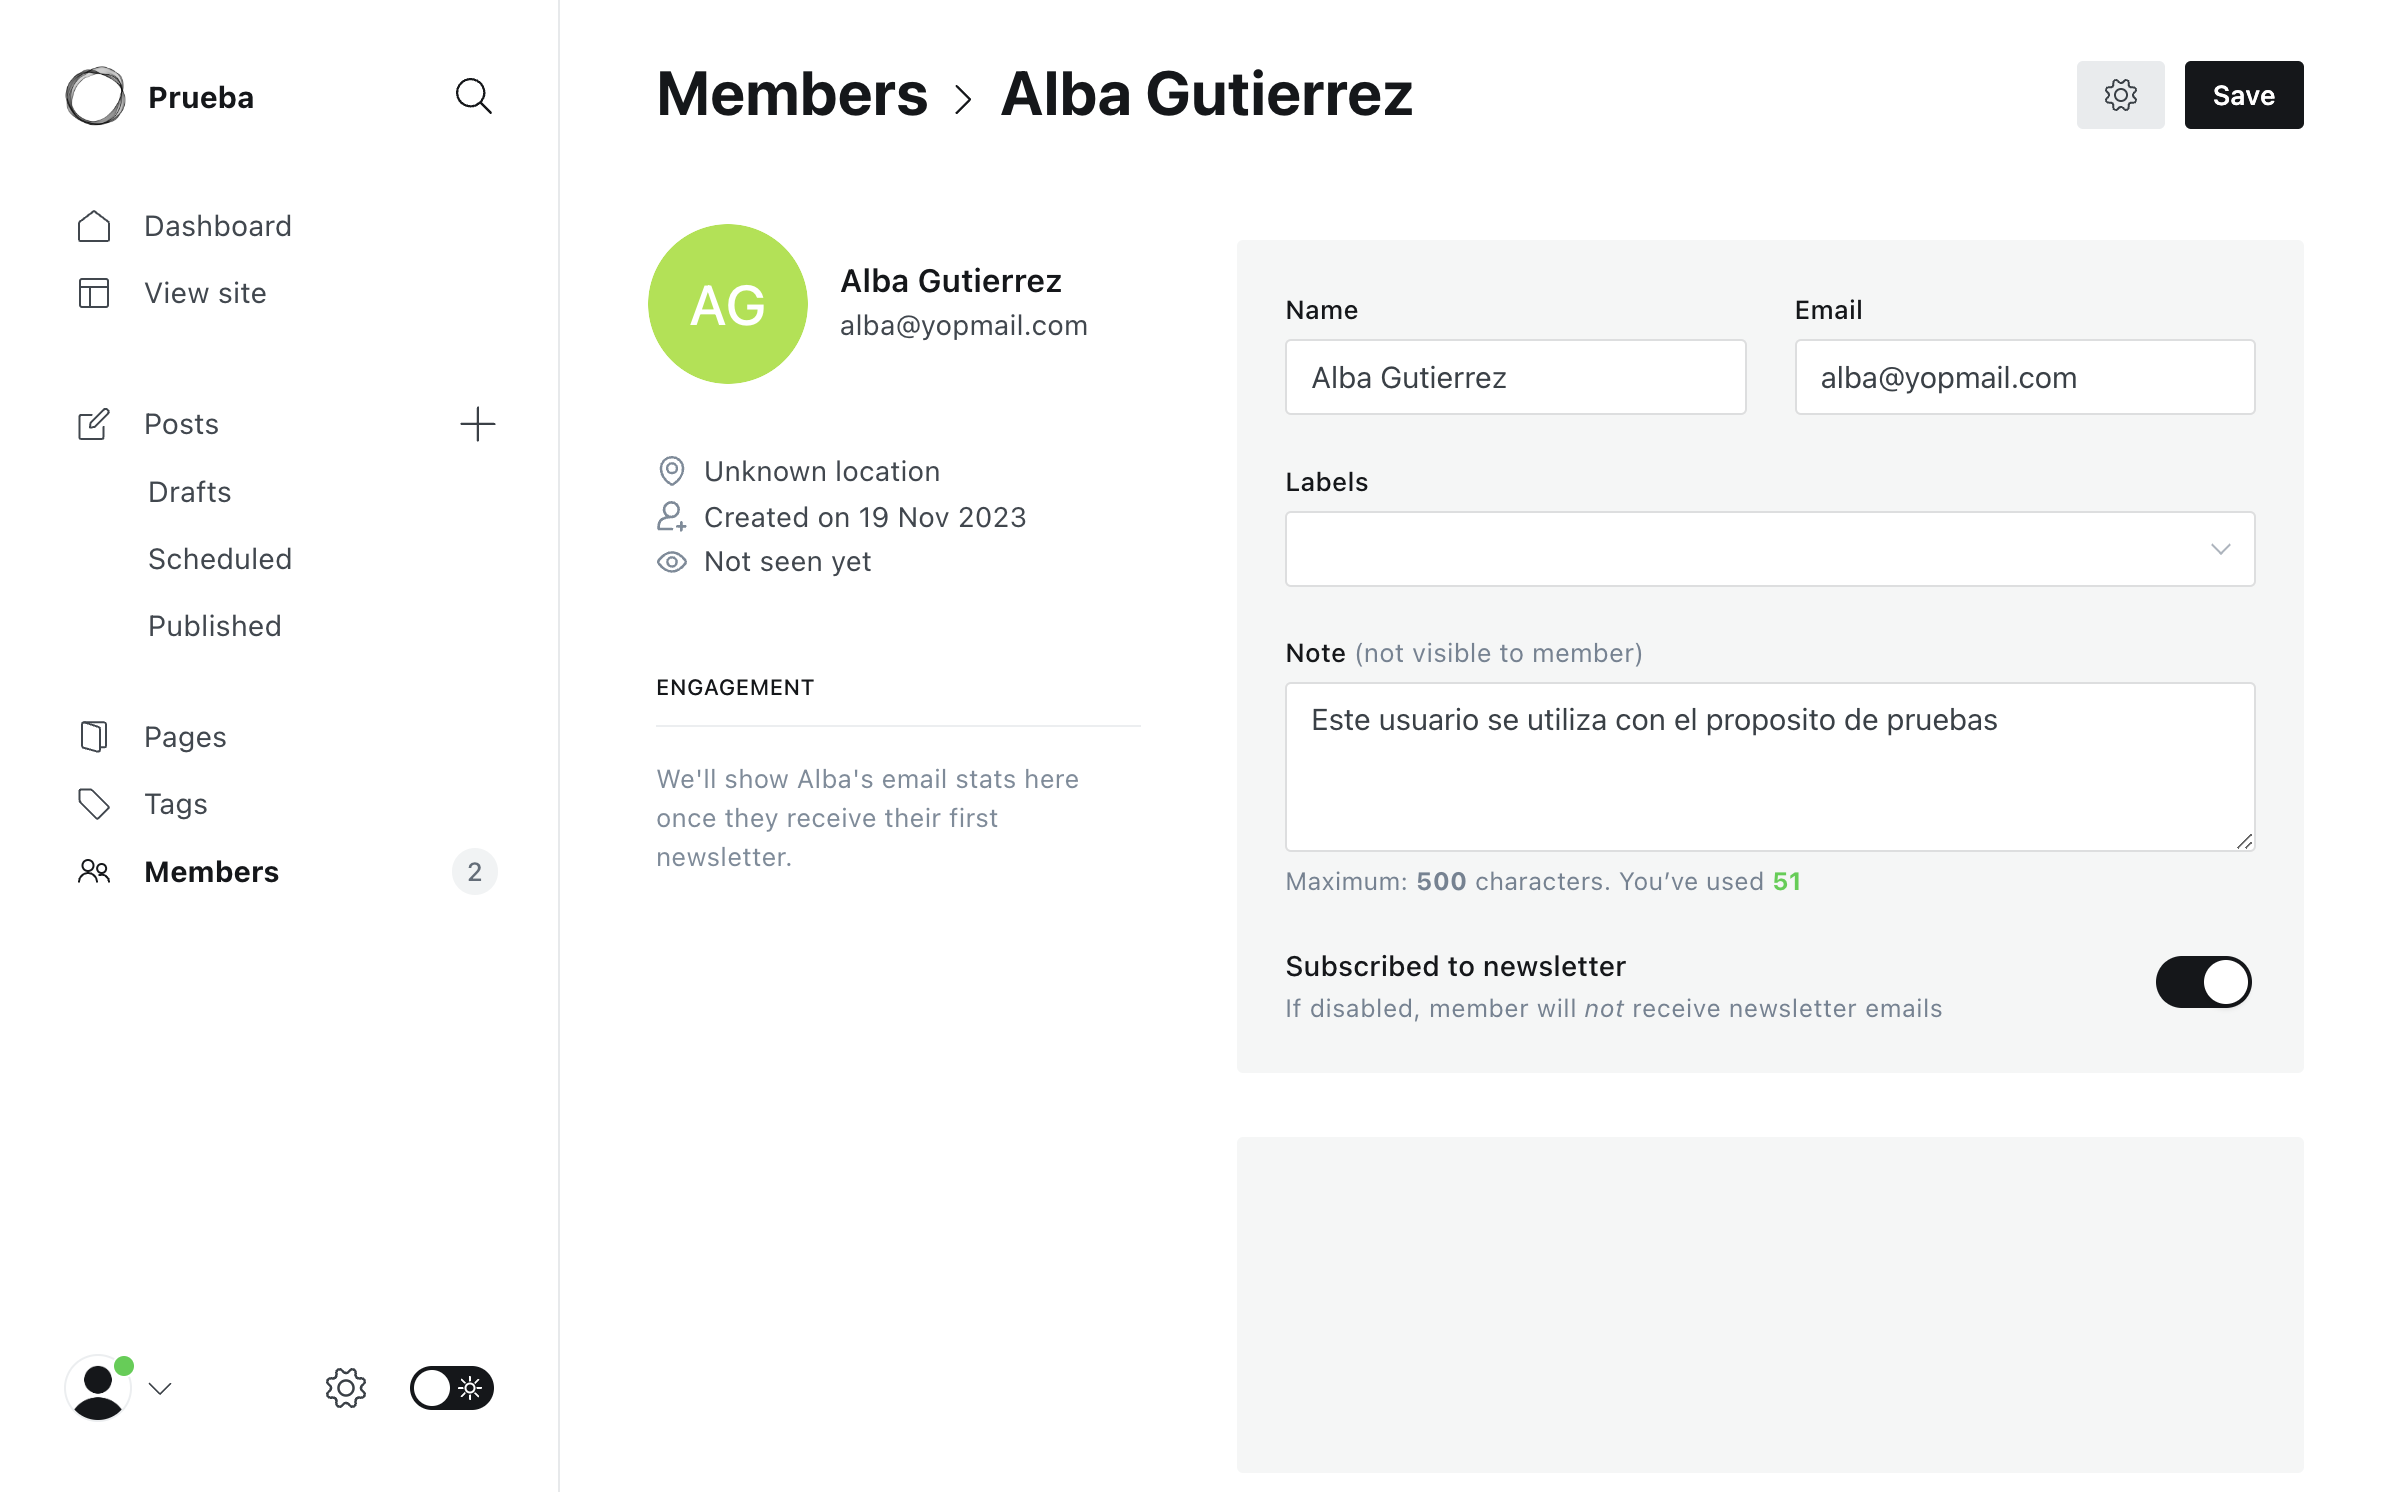 Prueba
Dashboard
View site
Posts
Drafts
Scheduled
Published
Pages
Tags
Members
2
Members > Alba Gutierrez
Save
AG
Alba Gutierrez
alba@yopmail.com
Unknown location
Created on 19 Nov 2023
Not seen yet
ENGAGEMENT
We'll show Alba's email stats here
once they receive their first
newsletter.
Name
Alba Gutierrez
Email
alba@yopmail.com
Labels
Note (not visible to member)
Este usuario se utiliza con el proposito de pruebas
Maximum: 500 characters. You’ve used 51
Subscribed to newsletter
If disabled, member will not receive newsletter emails